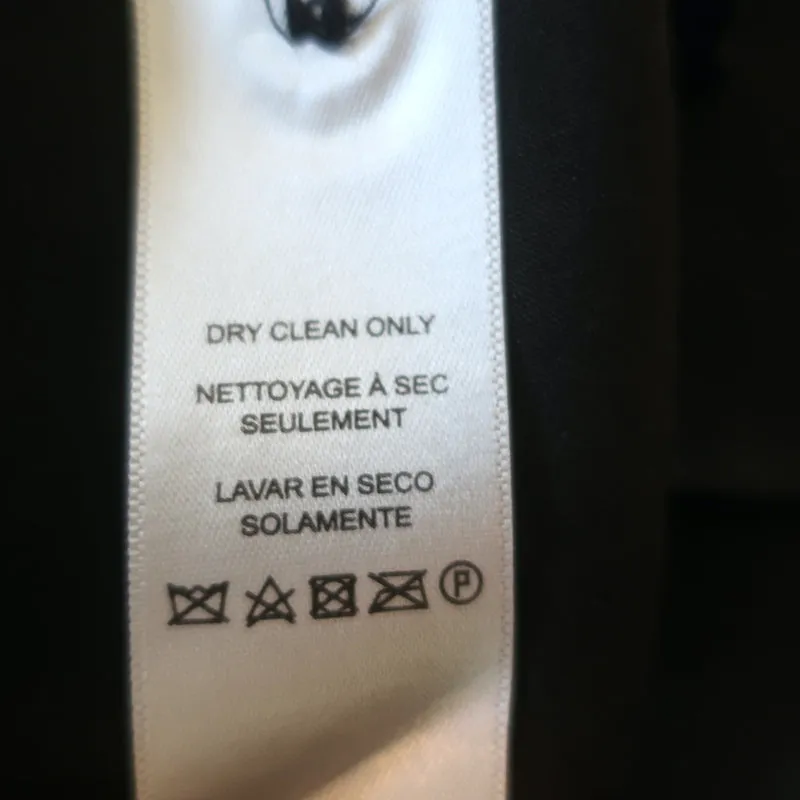 DRY CLEAN ONLY
NETTOYAGE À SEC
SEULEMENT
LAVAR EN SECO
SOLAMENTE
P